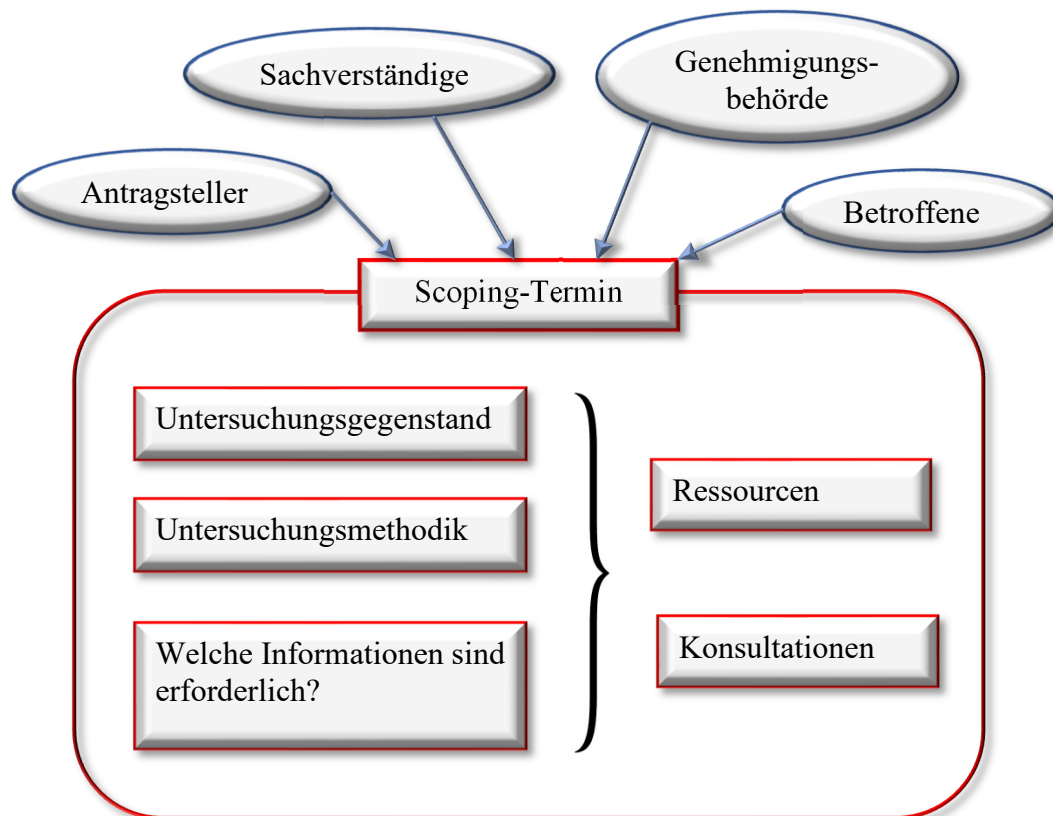 Sachverständige
Genehmigungs-
behörde
Antragsteller
Betroffene
Scoping-Termin
Untersuchungsgegenstand
Untersuchungsmethodik
Welche Informationen sind
erforderlich?
Ressourcen
Konsultationen